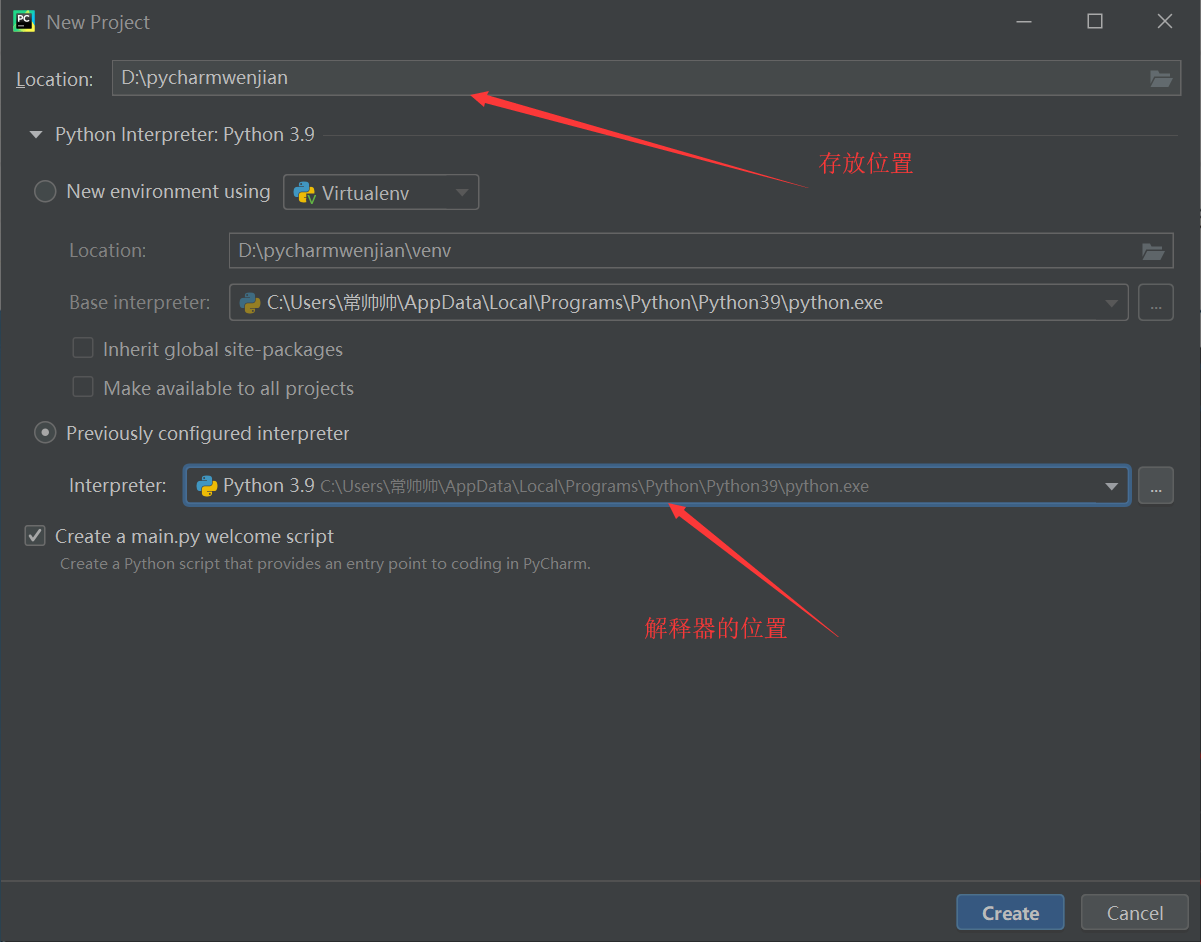 New Project
Location: D:\pycharmwenjian
存放位置
Python Interpreter: Python 3.9
New environment using Virtualenv
Location: D:\pycharmwenjian\venv
Base interpreter: C:\Users\常帅帅\AppData\Local\Programs\Python\Python39\python.exe ...
Inherit global site-packages
Make available to all projects
Previously configured interpreter
Interpreter: Python 3.9 C:\Users\常帅帅\AppData\Local\Programs\Python\Python39\python.exe ...
Create a main.py welcome script
Create a Python script that provides an entry point to coding in PyCharm.
解释器的位置
Create Cancel